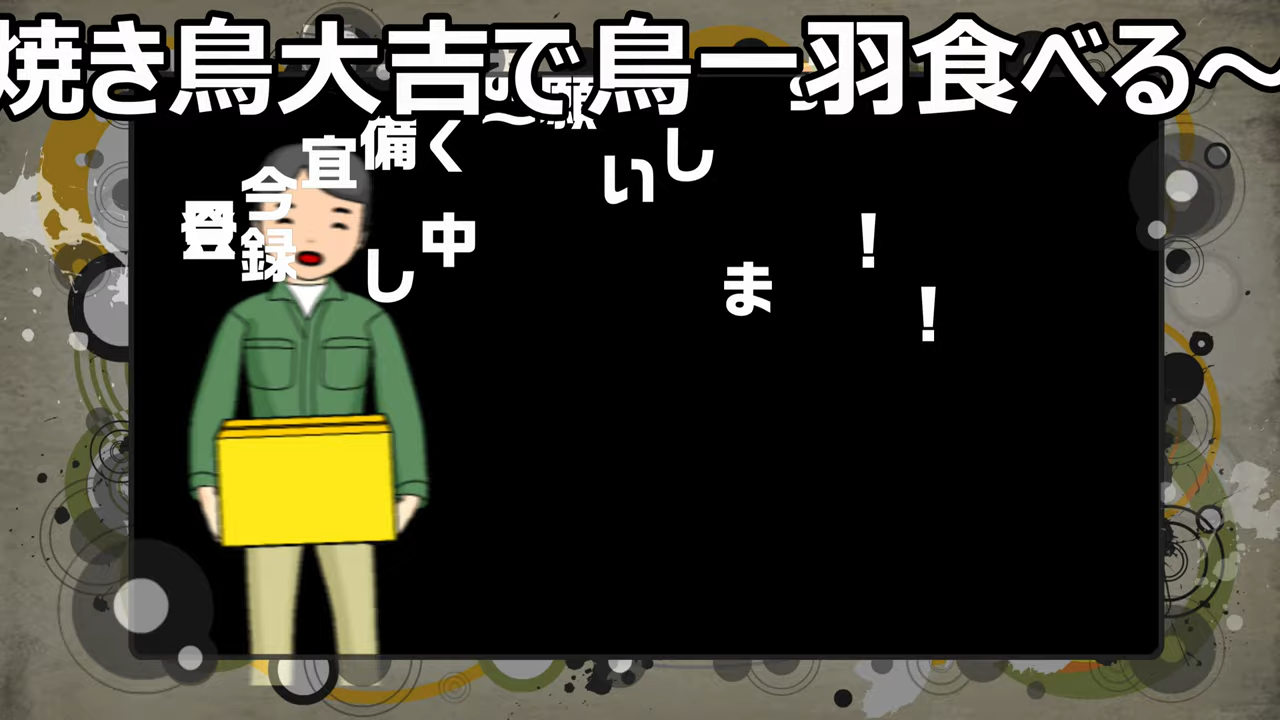 焼き鳥大吉で鳥一羽食べる～
備く～願
宜
いし
今
登録し中
ま
！
！